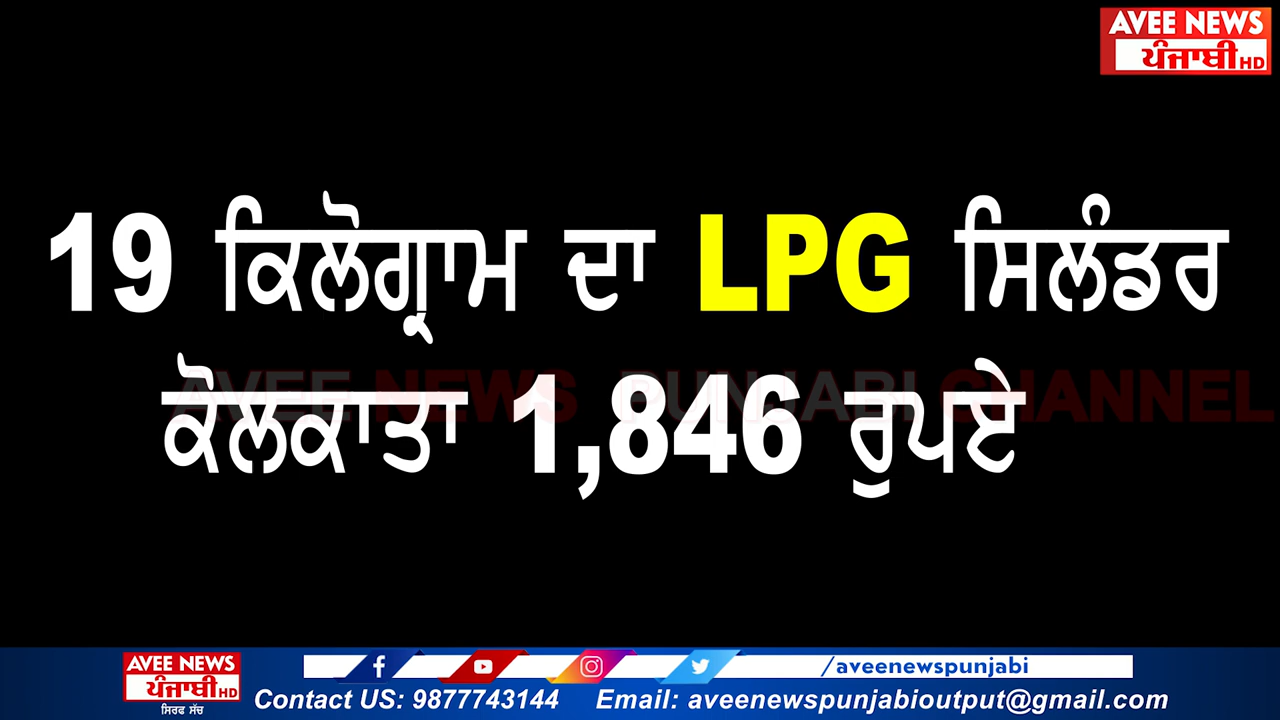 AVEE NEWS
ਪੰਜਾਬੀ HD
19 ਕਿਲੋਗ੍ਰਾਮ ਦਾ LPG ਸਿਲੰਡਰ
AVEE NEWS PUNJABI CHANNEL
ਕੋਲਕਾਤਾ 1,846 ਰੁਪਏ
AVEE NEWS
ਪੰਜਾਬੀ HD
ਸਿਰਫ ਸੱਚ
/aveenewspunjabi
Contact US: 9877743144 Email: aveenewspunjabioutput@gmail.com